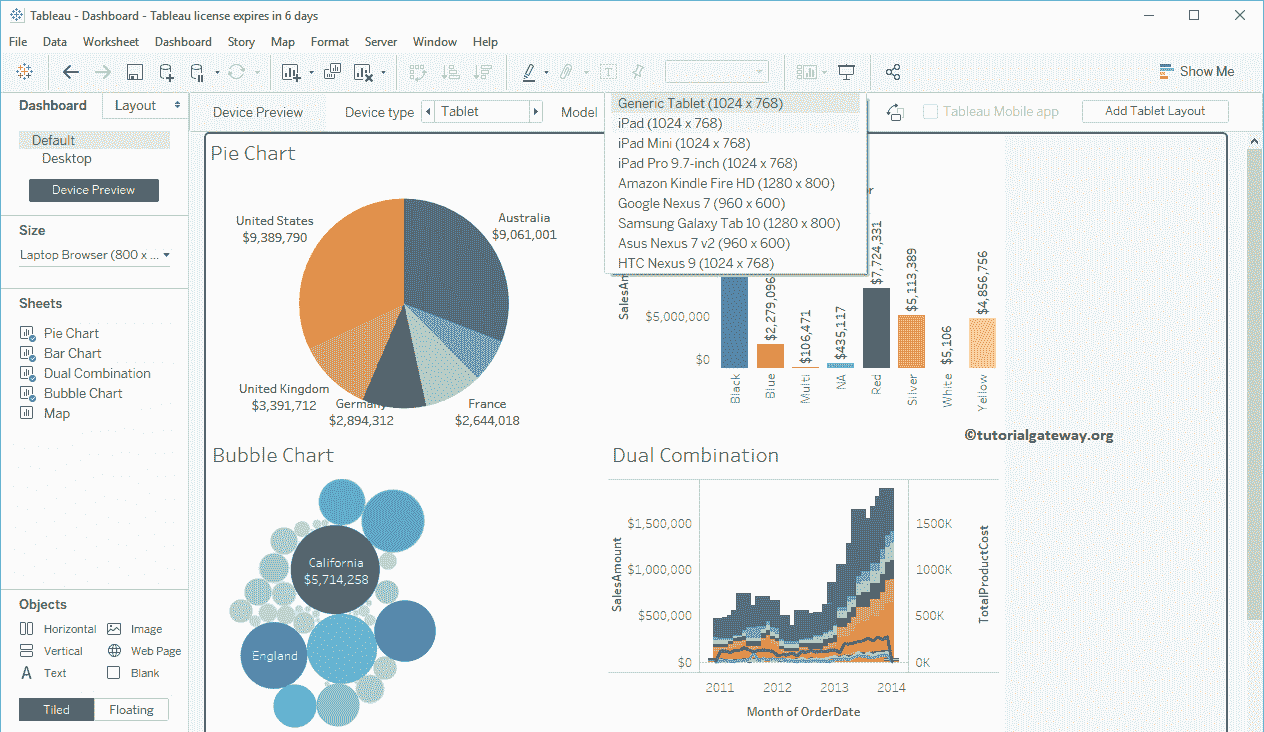 Tableau - Dashboard - Tableau license expires in 6 days
File Data Worksheet Dashboard Story Map Format Server Window Help
Show Me
Dashboard Layout
Device Preview Device type Tablet Model
Tableau Mobile app
Add Tablet Layout
Generic Tablet (1024 x 768)
iPad (1024 x 768)
iPad Mini (1024 x 768)
iPad Pro 9.7-inch (1024 x 768)
Amazon Kindle Fire HD (1280 x 800)
Google Nexus 7 (960 x 600)
Samsung Galaxy Tab 10 (1280 x 800)
Asus Nexus 7 v2 (960 x 600)
HTC Nexus 9 (1024 x 768)
Default
Desktop
Device Preview
Size
Laptop Browser (800 x ...
Sheets
Pie Chart
Bar Chart
Dual Combination
Bubble Chart
Map
Objects
Horizontal Image
Vertical Web Page
Text Blank
Tiled Floating
Pie Chart
United States
$9,389,790
Australia
$9,061,001
United Kingdom
$3,391,712
Germany
$2,894,312
France
$2,644,018
SalesAmount
$5,000,000
$0
$2,279,096
$106,471
$435,117
$7,724,331
$5,113,389
$5,106
$4,856,756
Black
Blue
Multi
NA
Red
Silver
White
Yellow
©tutorialgateway.org
Bubble Chart
California
$5,714,258
England
Dual Combination
SalesAmount
$1,500,000
$1,000,000
$500,000
$0
1500K
1000K
500K
0K
TotalProductCost
2011 2012 2013 2014
Month of OrderDate